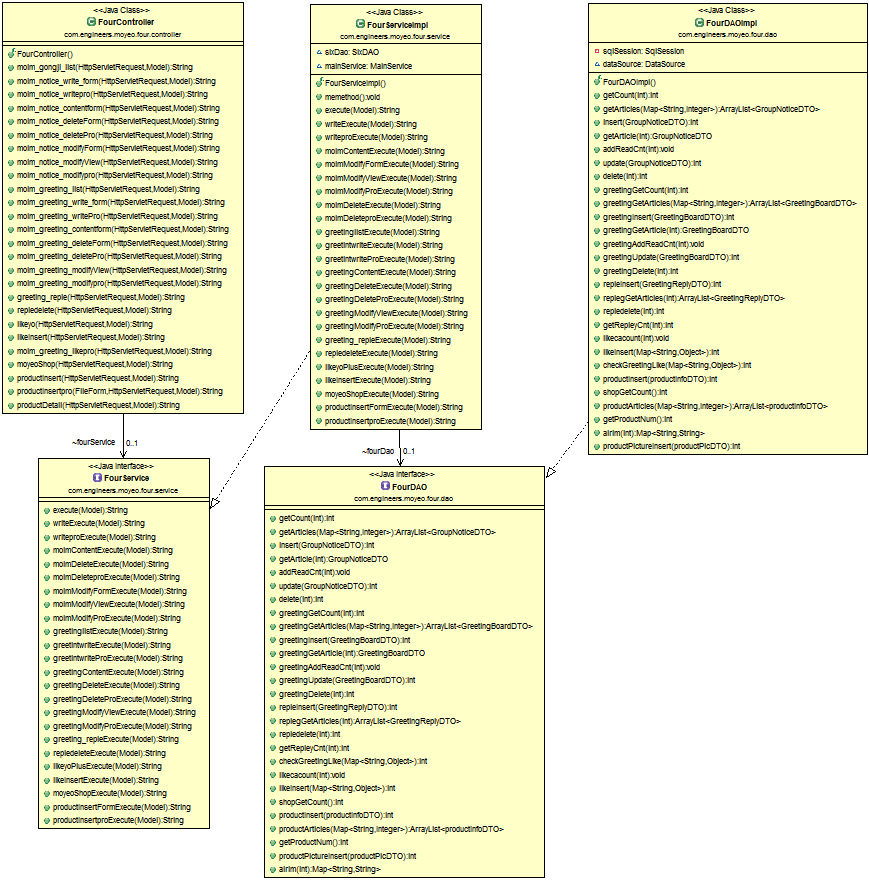 <<Java Class>>
FourController
com.engineers.moyeo.four.controller
FourController()
moim_gongji_list(HttpServletRequest,Model):String
moim_notice_write_form(HttpServletRequest,Model):String
moim_notice_writepro(HttpServletRequest,Model):String
moim_notice_contentform(HttpServletRequest,Model):String
moim_notice_deleteForm(HttpServletRequest,Model):String
moim_notice_deletePro(HttpServletRequest,Model):String
moim_notice_modifyForm(HttpServletRequest,Model):String
moim_notice_modifyView(HttpServletRequest,Model):String
moim_notice_modifypro(HttpServletRequest,Model):String
moim_greeting_list(HttpServletRequest,Model):String
moim_greeting_write_form(HttpServletRequest,Model):String
moim_greeting_writePro(HttpServletRequest,Model):String
moim_greeting_contentform(HttpServletRequest,Model):String
moim_greeting_deleteForm(HttpServletRequest,Model):String
moim_greeting_deletePro(HttpServletRequest,Model):String
moim_greeting_modifyView(HttpServletRequest,Model):String
moim_greeting_modifypro(HttpServletRequest,Model):String
greeting_reple(HttpServletRequest,Model):String
repledelete(HttpServletRequest,Model):String
likeyo(HttpServletRequest,Model):String
likeinsert(HttpServletRequest,Model):String
moim_greeting_likepro(HttpServletRequest,Model):String
moyeoShop(HttpServletRequest,Model):String
productinsert(HttpServletRequest,Model):String
productinsertpro(FileForm,HttpServletRequest,Model):String
productDetail(HttpServletRequest,Model):String
<<Java Class>>
FourServiceImpl
com.engineers.moyeo.four.service
sixDao: SixDAO
mainService: MainService
FourServiceImpl()
memethod():void
execute(Model):String
writeExecute(Model):String
writeproExecute(Model):String
moimContentExecute(Model):String
moimModifyFormExecute(Model):String
moimModifyViewExecute(Model):String
moimModifyProExecute(Model):String
moimDeleteExecute(Model):String
moimDeleteproExecute(Model):String
greetinglistExecute(Model):String
greetintwriteExecute(Model):String
greetintwriteProExecute(Model):String
greetingContentExecute(Model):String
greetingDeleteExecute(Model):String
greetingDeleteProExecute(Model):String
greetingModifyViewExecute(Model):String
greetingModifyProExecute(Model):String
greeting_repleExecute(Model):String
repledeleteExecute(Model):String
likeyoPlusExecute(Model):String
likeinsertExecute(Model):String
moyeoShopExecute(Model):String
productinsertFormExecute(Model):String
productinsertproExecute(Model):String
<<Java Class>>
FourDAOImpl
com.engineers.moyeo.four.dao
sqlSession: SqlSession
dataSource: DataSource
FourDAOImpl()
getCount(int):int
getArticles(Map<String,Integer>):ArrayList<GroupNoticeDTO>
insert(GroupNoticeDTO):int
getArticle(int):GroupNoticeDTO
addReadCnt(int):void
update(GroupNoticeDTO):int
delete(int):int
greetingGetCount(int):int
greetingGetArticles(Map<String,Integer>):ArrayList<GreetingBoardDTO>
greetinginsert(GreetingBoardDTO):int
greetingGetArticle(int):GreetingBoardDTO
greetingAddReadCnt(int):void
greetingUpdate(GreetingBoardDTO):int
greetingDelete(int):int
repleinsert(GreetingReplyDTO):int
replegGetArticles(int):ArrayList<GreetingReplyDTO>
repledelete(int):int
getRepleyCnt(int):int
likecacount(int):void
likeinsert(Map<String,Object>):int
checkGreetingLike(Map<String,Object>):int
productinsert(productinfoDTO):int
shopGetCount():int
productArticles(Map<String,Integer>):ArrayList<productinfoDTO>
getProductNum():int
alrim(int):Map<String,String>
productPictureinsert(productPicDTO):int
~fourService
0..1
~fourDao
0..1
<<Java Interface>>
FourService
com.engineers.moyeo.four.service
execute(Model):String
writeExecute(Model):String
writeproExecute(Model):String
moimContentExecute(Model):String
moimDeleteExecute(Model):String
moimDeleteproExecute(Model):String
moimModifyFormExecute(Model):String
moimModifyViewExecute(Model):String
moimModifyProExecute(Model):String
greetinglistExecute(Model):String
greetintwriteExecute(Model):String
greetintwriteProExecute(Model):String
greetingContentExecute(Model):String
greetingDeleteExecute(Model):String
greetingDeleteProExecute(Model):String
greetingModifyViewExecute(Model):String
greetingModifyProExecute(Model):String
greeting_repleExecute(Model):String
repledeleteExecute(Model):String
likeyoPlusExecute(Model):String
likeinsertExecute(Model):String
moyeoShopExecute(Model):String
productinsertFormExecute(Model):String
productinsertproExecute(Model):String
<<Java Interface>>
FourDAO
com.engineers.moyeo.four.dao
getCount(int):int
getArticles(Map<String,Integer>):ArrayList<GroupNoticeDTO>
insert(GroupNoticeDTO):int
getArticle(int):GroupNoticeDTO
addReadCnt(int):void
update(GroupNoticeDTO):int
delete(int):int
greetingGetCount(int):int
greetingGetArticles(Map<String,Integer>):ArrayList<GreetingBoardDTO>
greetinginsert(GreetingBoardDTO):int
greetingGetArticle(int):GreetingBoardDTO
greetingAddReadCnt(int):void
greetingUpdate(GreetingBoardDTO):int
greetingDelete(int):int
repleinsert(GreetingReplyDTO):int
replegGetArticles(int):ArrayList<GreetingReplyDTO>
repledelete(int):int
getRepleyCnt(int):int
checkGreetingLike(Map<String,Object>):int
likecacount(int):void
likeinsert(Map<String,Object>):int
shopGetCount():int
productinsert(productinfoDTO):int
productArticles(Map<String,Integer>):ArrayList<productinfoDTO>
getProductNum():int
productPictureinsert(productPicDTO):int
alrim(int):Map<String,String>